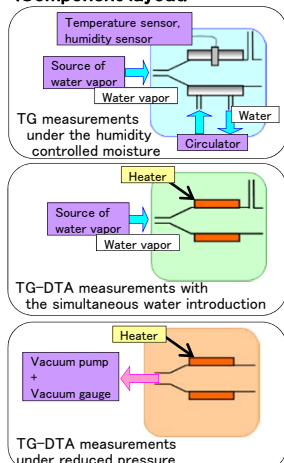 Component layout
Temperature sensor,
humidity sensor
Source of
water vapor
Water vapor
Water
Circulator
TG measurements
under the humidity
controlled moisture
Heater
Source of
water vapor
Water vapor
TG-DTA measurements with
the simultaneous water introduction
Heater
Vacuum pump
+
Vacuum gauge
TG-DTA measurements
under reduced pressure